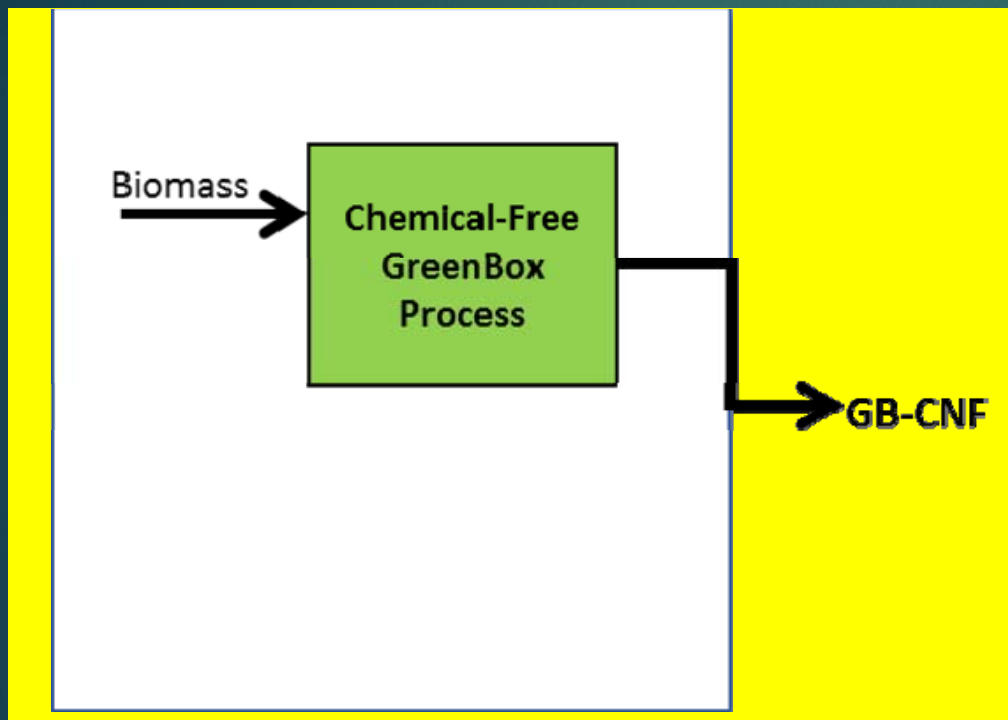 Biomass
Chemical-Free
GreenBox
Process
GB-CNF